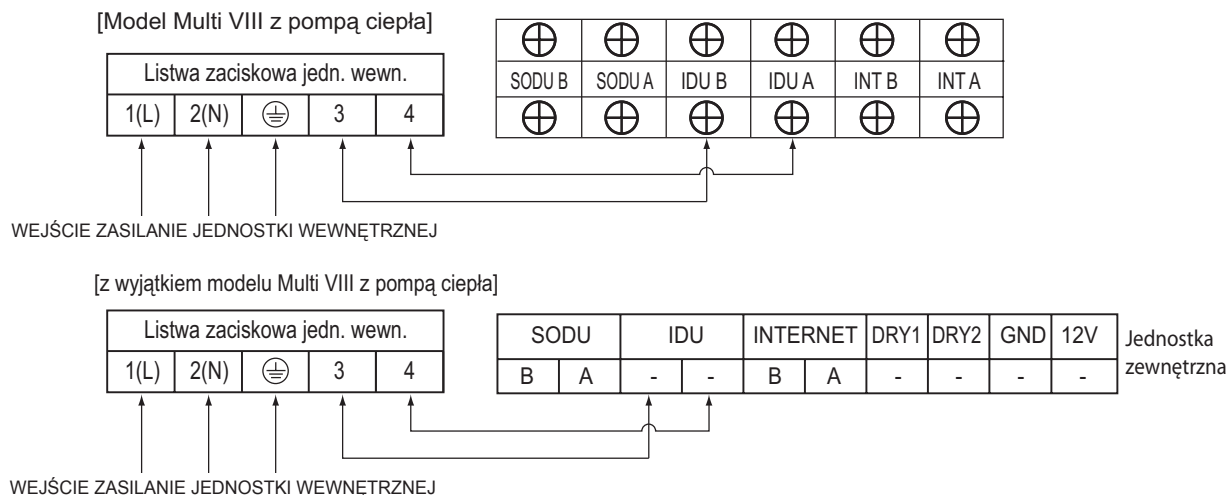 [Model Multi VIII z pompą ciepła]
Listwa zaciskowa jedn. wewn.
1(L) 2(N) 3 4
SODU B SODU A IDU B IDU A INT B INT A
WEJŚCIE ZASILANIE JEDNOSTKI WEWNĘTRZNEJ
[z wyjątkiem modelu Multi VIII z pompą ciepła]
Listwa zaciskowa jedn. wewn.
1(L) 2(N) 3 4
SODU IDU INTERNET DRY1 DRY2 GND 12V
B A - - B A - - - -
Jednostka
zewnętrzna
WEJŚCIE ZASILANIE JEDNOSTKI WEWNĘTRZNEJ